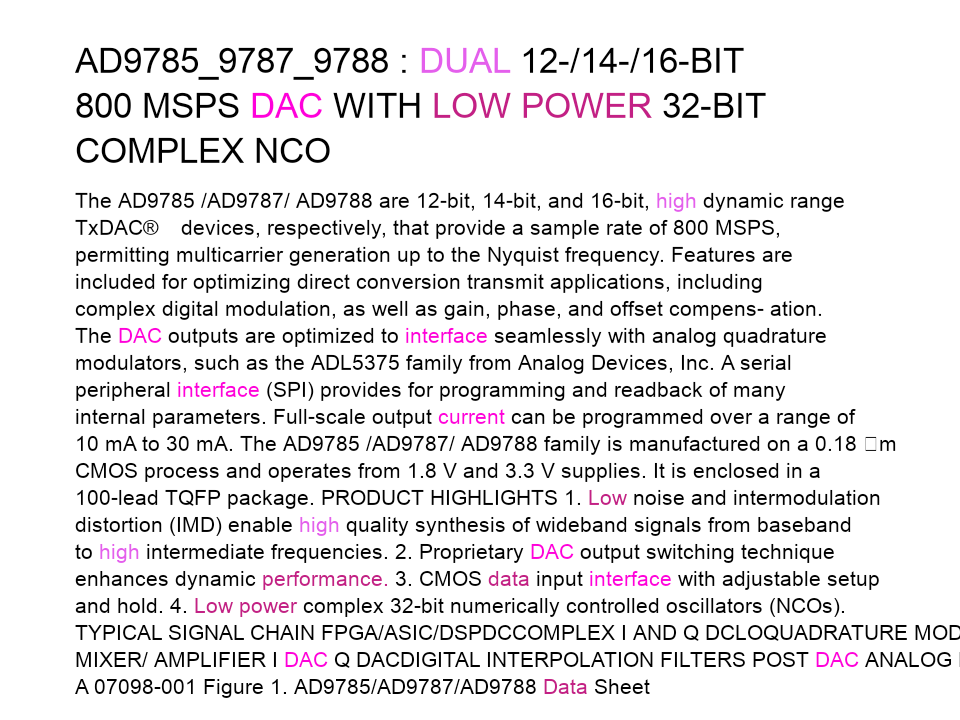 AD9785_9787_9788 : DUAL 12-/14-/16-BIT
800 MSPS DAC WITH LOW POWER 32-BIT
COMPLEX NCO
The AD9785 /AD9787/ AD9788 are 12-bit, 14-bit, and 16-bit, high dynamic range
TxDAC® devices, respectively, that provide a sample rate of 800 MSPS,
permitting multicarrier generation up to the Nyquist frequency. Features are
included for optimizing direct conversion transmit applications, including
complex digital modulation, as well as gain, phase, and offset compens- ation.
The DAC outputs are optimized to interface seamlessly with analog quadrature
modulators, such as the ADL5375 family from Analog Devices, Inc. A serial
peripheral interface (SPI) provides for programming and readback of many
internal parameters. Full-scale output current can be programmed over a range of
10 mA to 30 mA. The AD9785 /AD9787/ AD9788 family is manufactured on a 0.18 m
CMOS process and operates from 1.8 V and 3.3 V supplies. It is enclosed in a
100-lead TQFP package. PRODUCT HIGHLIGHTS 1. Low noise and intermodulation
distortion (IMD) enable high quality synthesis of wideband signals from baseband
to high intermediate frequencies. 2. Proprietary DAC output switching technique
enhances dynamic performance. 3. CMOS data input interface with adjustable setup
and hold. 4. Low power complex 32-bit numerically controlled oscillators (NCOs).
TYPICAL SIGNAL CHAIN FPGA/ASIC/DSPDCCOMPLEX I AND Q DCLOQUADRATURE MOD
MIXER/ AMPLIFIER I DAC Q DACDIGITAL INTERPOLATION FILTERS POST DAC ANALOG
A 07098-001 Figure 1. AD9785/AD9787/AD9788 Data Sheet